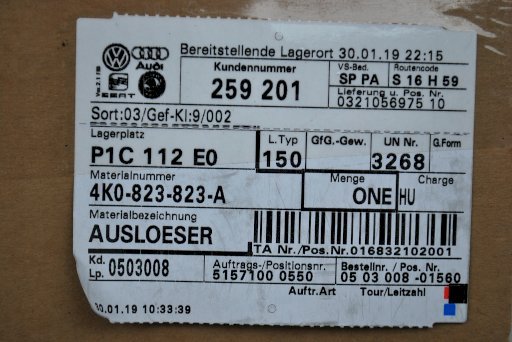 Bereitstellende Lagerort 30.01.19 22:15
Audi
SEAT
Kundennummer
259 201
VS-Bed.
SP PA
Routencode
S 16 H 59
Lieferung u. Pos. Nr.
0321056975 10
Sort:03/Gef-Kl:9/002
Lagerplatz
P1C 112 E0
L.Typ
150
GfG.-Gew.
UN Nr.
3268
G.Form
Materialnummer
4K0-823-823-A
Menge
ONE
Charge
HU
Materialbezeichnung
AUSLOESER
TA Nr./Pos.Nr.016832102001
Kd.
Lp. 0503008
Auftrags-/Positionsnr.
5157100 0550
Bestellnr. / Pos. Nr.
05 03 008 -01560
Auftr.Art
Tour/Leitzahl
30.01.19 10:33:39